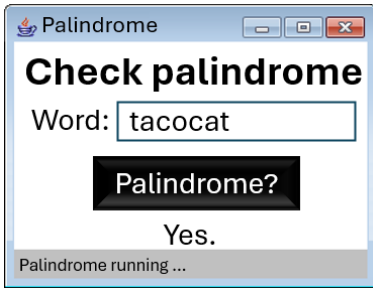 Palindrome
Check palindrome
Word: tacocat
Palindrome?
Yes.
Palindrome running ...